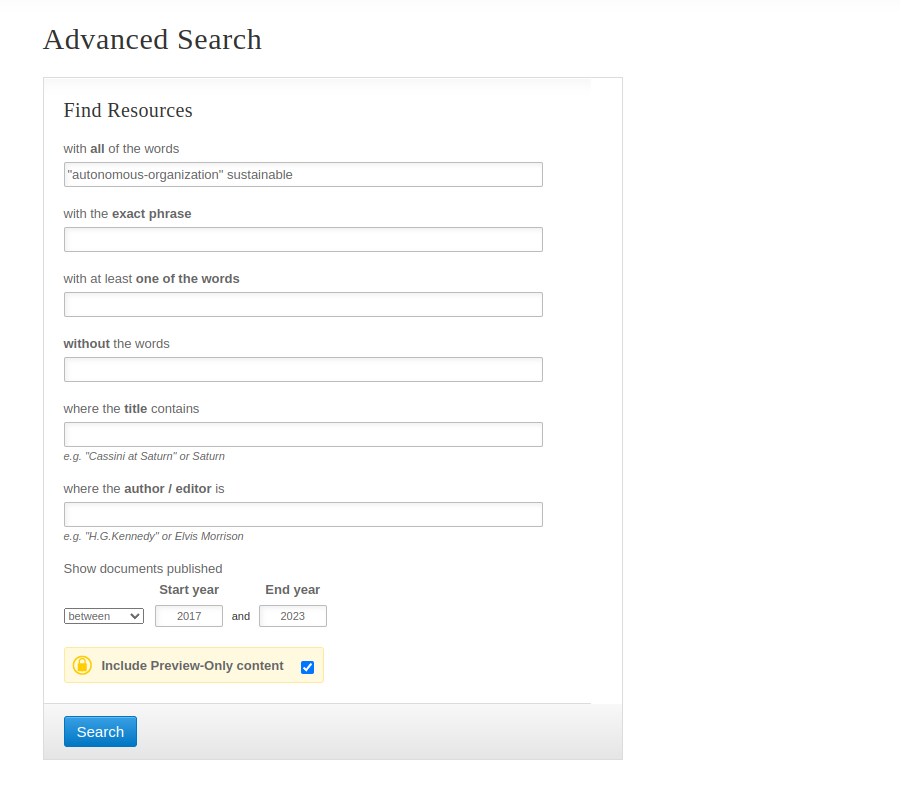 Advanced Search
Find Resources
with all of the words
"autonomous-organization" sustainable
with the exact phrase
with at least one of the words
without the words
where the title contains
e.g. "Cassini at Saturn" or Saturn
where the author / editor is
e.g. "H.G.Kennedy" or Elvis Morrison
Show documents published
Start year End year
between 2017 and 2023
Include Preview-Only content
Search